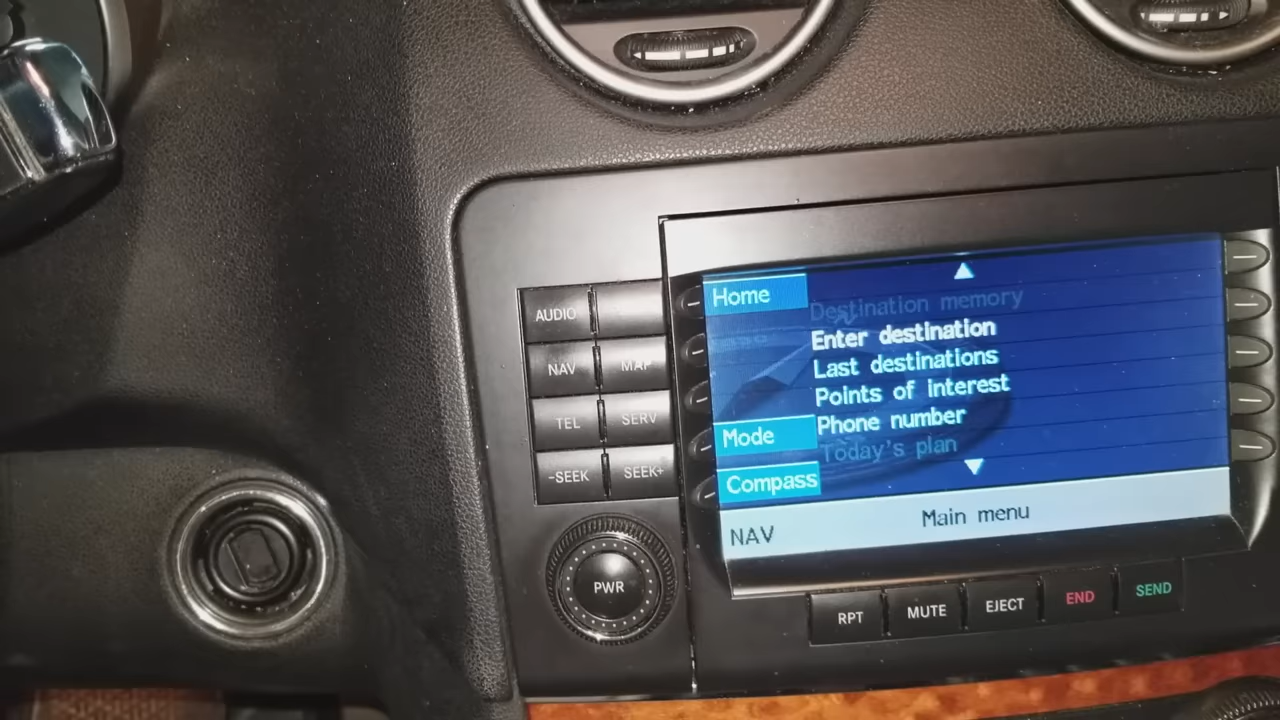 Home
Destination memory
Enter destination
Last destinations
Points of interest
Phone number
Today's plan
Mode
Compass
Main menu
NAV
AUDIO
NAV MAP
TEL SERV
-SEEK SEEK+
PWR
RPT MUTE EJECT END SEND